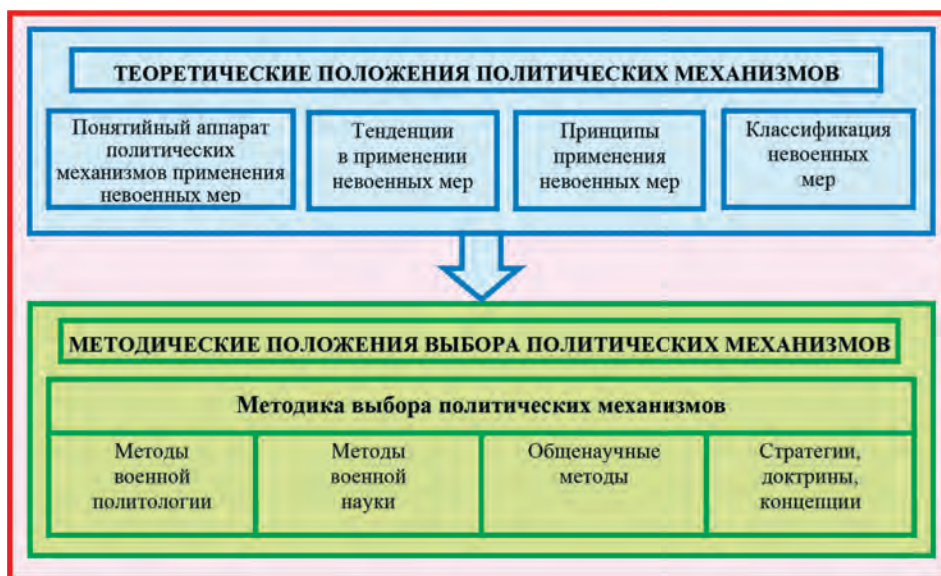 ТЕОРЕТИЧЕСКИЕ ПОЛОЖЕНИЯ ПОЛИТИЧЕСКИХ МЕХАНИЗМОВ
Понятийный аппарат
политических
механизмов применения
невоенных мер
Тенденции
в применении
невоенных мер
Принципы
применения
невоенных мер
Классификация
невоенных
мер
МЕТОДИЧЕСКИЕ ПОЛОЖЕНИЯ ВЫБОРА ПОЛИТИЧЕСКИХ МЕХАНИЗМОВ
Методика выбора политических механизмов
Методы
военной
политологии
Методы
военной
науки
Общенаучные
методы
Стратегии,
доктрины,
концепции